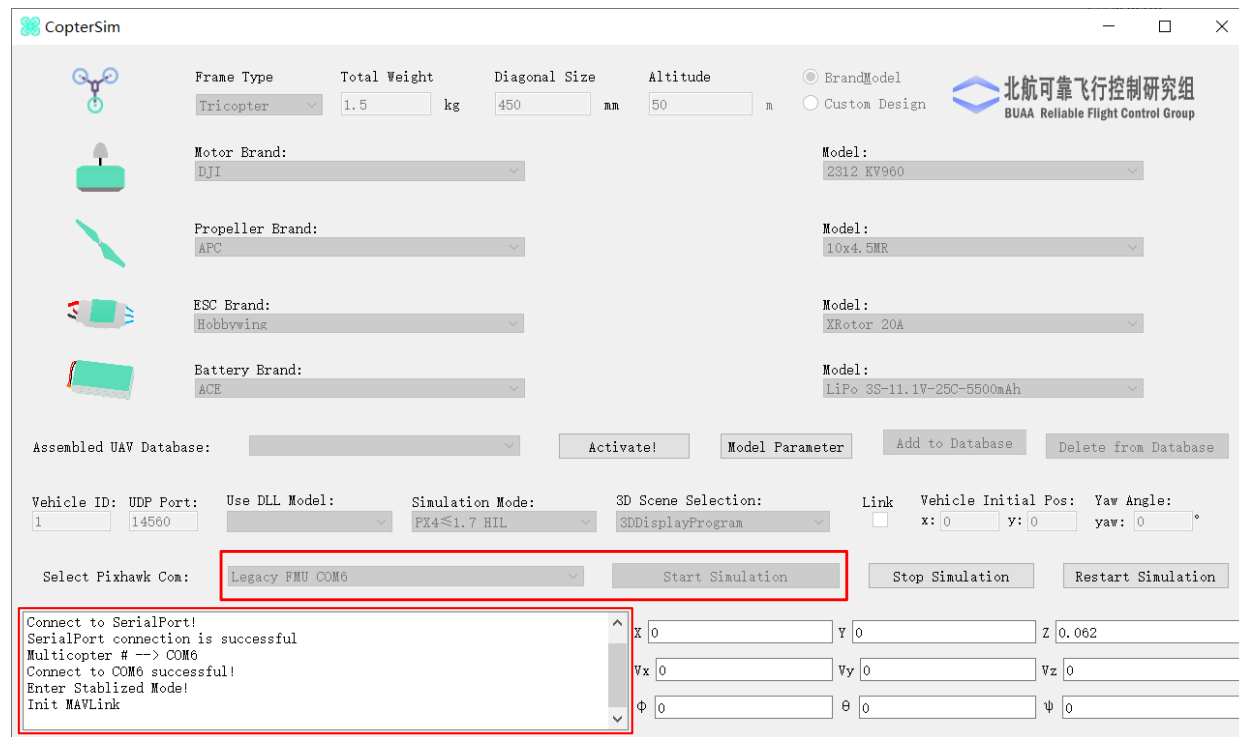 CopterSim
Frame Type Total Weight Diagonal Size Altitude BrandModel
Tricopter 1.5 kg 450 mm 50 m Custom Design
北航可靠飞行控制研究组
BUAA Reliable Flight Control Group
Motor Brand: Model:
DJI 2312 KV960
Propeller Brand: Model:
APC 10x4.5MR
ESC Brand: Model:
Hobbywing XRotor 20A
Battery Brand: Model:
ACE LiPo 3S-11.1V-25C-5500mAh
Assembled UAV Database: Activate! Model Parameter Add to Database Delete from Database
Vehicle ID: UDP Port: Use DLL Model: Simulation Mode: 3D Scene Selection: Link Vehicle Initial Pos: Yaw Angle:
1 14560 PX4≤1.7 HIL 3DDisplayProgram x: 0 y: 0 yaw: 0 °
Select Pixhawk Com: Legacy FMU COM6 Start Simulation Stop Simulation Restart Simulation
Connect to SerialPort!
SerialPort connection is successful
Multicopter # --> COM6
Connect to COM6 successful!
Enter Stablized Mode!
Init MAVLink
X 0 Y 0 Z 0.062
Vx 0 Vy 0 Vz 0
Φ 0 θ 0 ψ 0